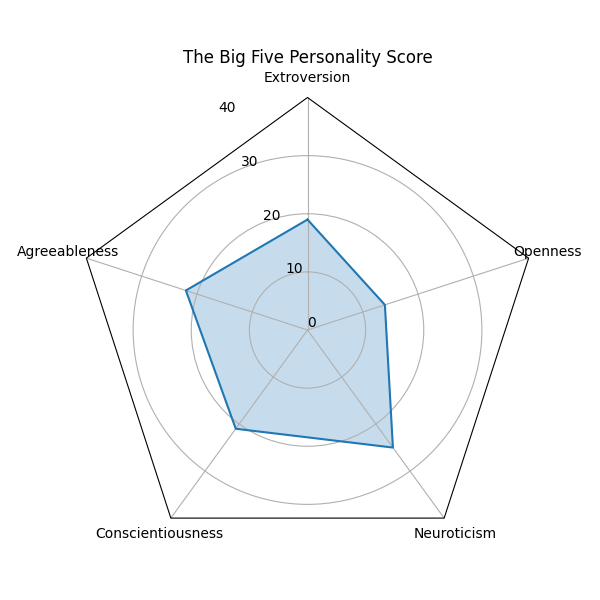 The Big Five Personality Score
Extroversion
40
30
20
10
0
Agreeableness
Openness
Conscientiousness
Neuroticism